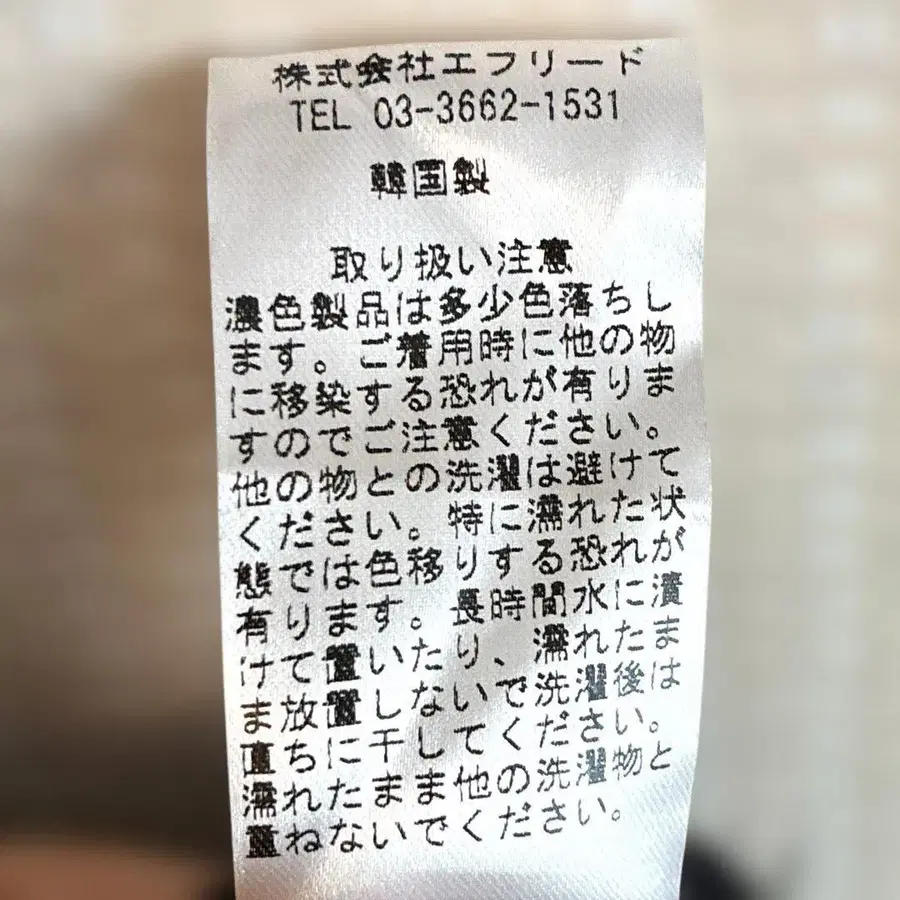 株式会社エフリード
TEL 03-3662-1531
韓国製
取り扱い注意
濃色製品は多少色落ちし
ます。ご着用時に他の物
に移染する恐れが有りま
すのでご注意ください。
他の物との洗濯は避けて
ください。特に濡れた状
態では色移りする恐れが
有ります。長時間水に漬
けて置いたり、濡れたま
ま放置しないで洗濯後は
直ちに干してください。
濡れたまま他の洗濯物と
重ねないでください。